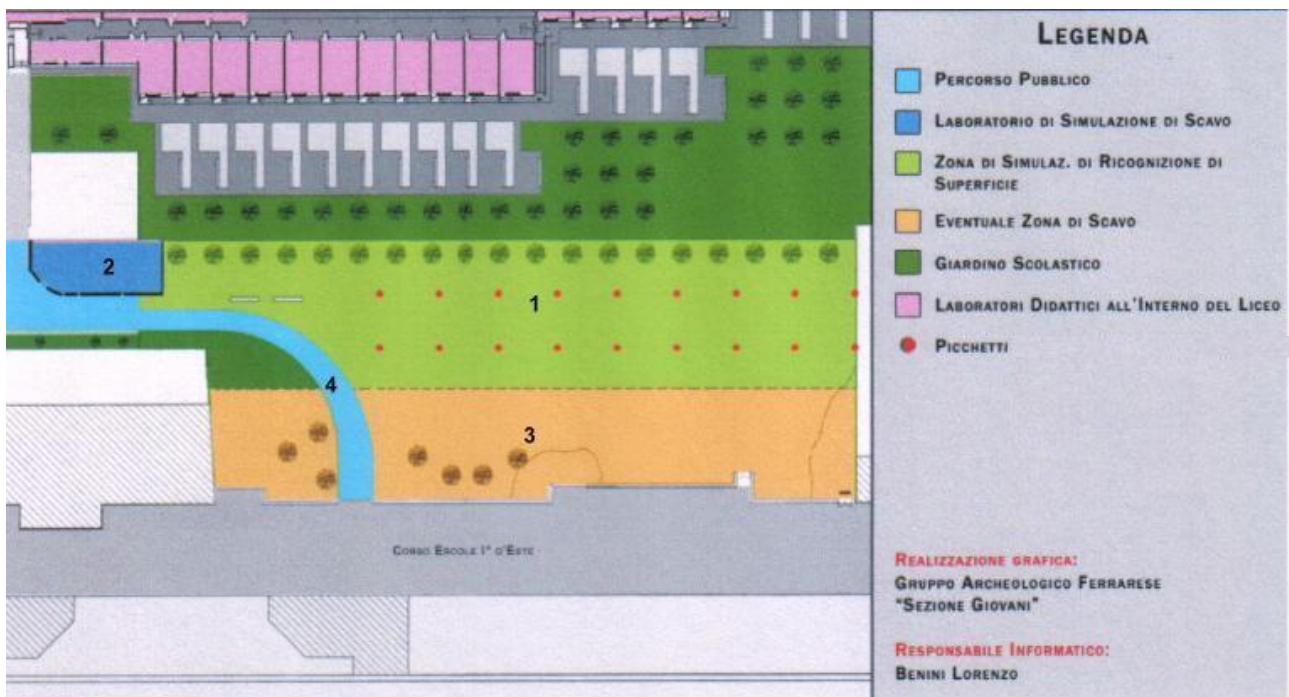 LEGENDA
PERCORSO PUBBLICO
LABORATORIO DI SIMULAZIONE DI SCAVO
ZONA DI SIMULAZ. DI RICOGNIZIONE DI
SUPERFICIE
EVENTUALE ZONA DI SCAVO
GIARDINO SCOLASTICO
LABORATORI DIDATTICI ALL'INTERNO DEL LICEO
PICCHETTI
2
1
4
3
CORSO ERCOLE I° D'ESTE
REALIZZAZIONE GRAFICA:
GRUPPO ARCHEOLOGICO FERRARESE
"SEZIONE GIOVANI"
RESPONSABILE INFORMATICO:
BENINI LORENZO